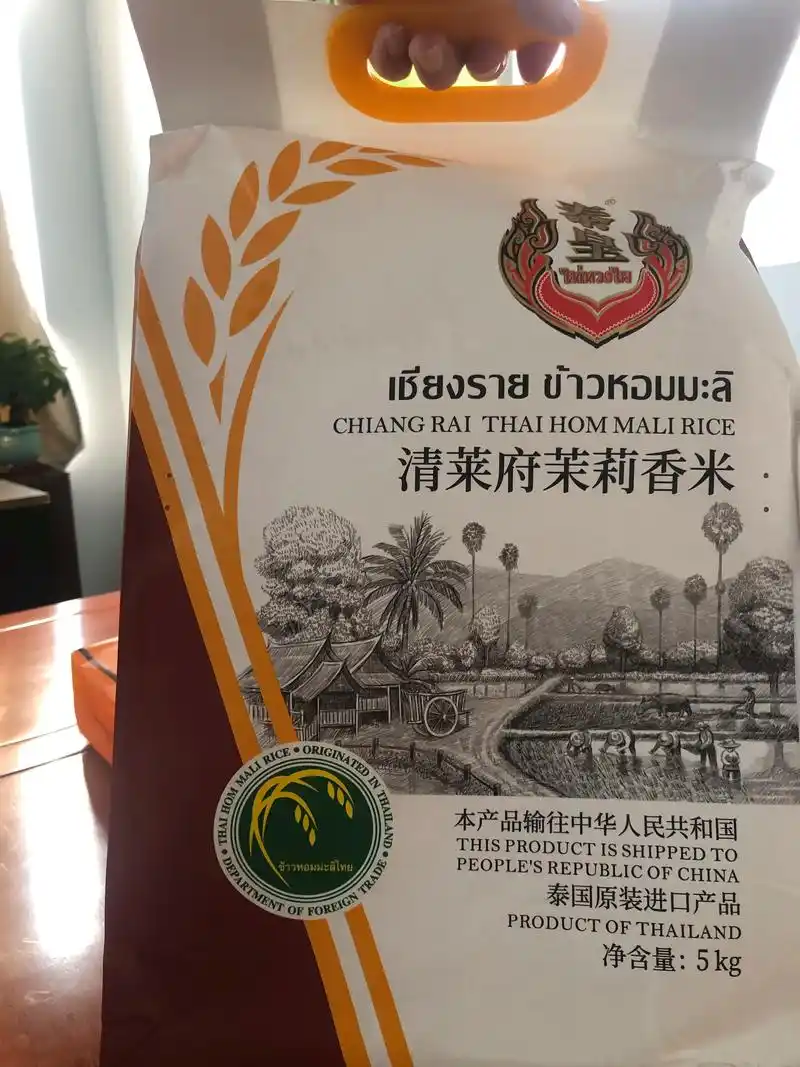 泰皇
®
เชียงราย ข้าวหอมมะลิ
CHIANG RAI THAI HOM MALI RICE
清莱府茉莉香米
THAI HOM MALI RICE • ORIGINATED IN THAILAND • DEPARTMENT OF FOREIGN TRADE •
ข้าวหอมมะลิไทย
本产品输往中华人民共和国
THIS PRODUCT IS SHIPPED TO
PEOPLE'S REPUBLIC OF CHINA
泰国原装进口产品
PRODUCT OF THAILAND
净含量: 5 kg